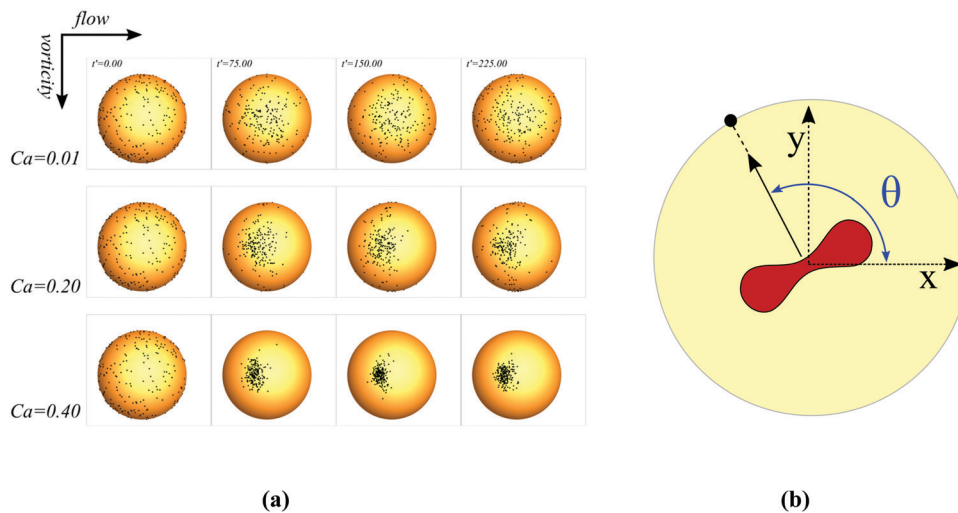 flow
vorticity
t'=0.00 t'=75.00 t'=150.00 t'=225.00
Ca=0.01
Ca=0.20
Ca=0.40
(a)
y
θ
x
(b)